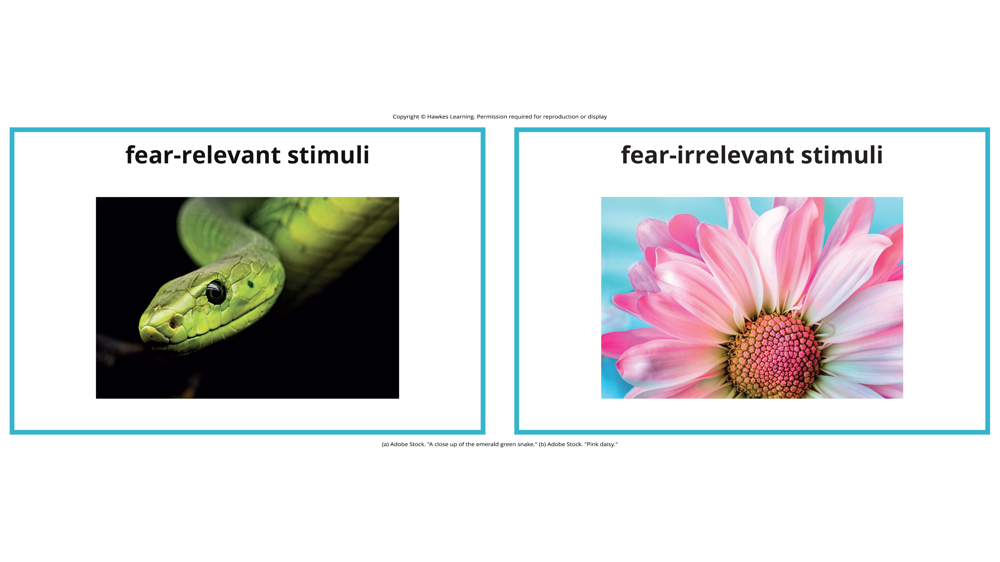 Copyright © Hawkes Learning. Permission required for reproduction or display
fear-relevant stimuli
fear-irrelevant stimuli
(a) Adobe Stock. "A close up of the emerald green snake." (b) Adobe Stock. "Pink daisy."